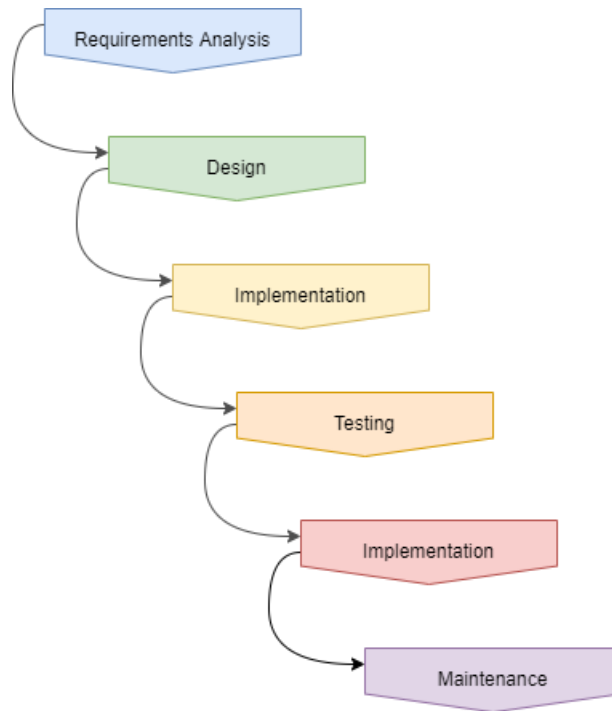 Requirements Analysis
Design
Implementation
Testing
Implementation
Maintenance